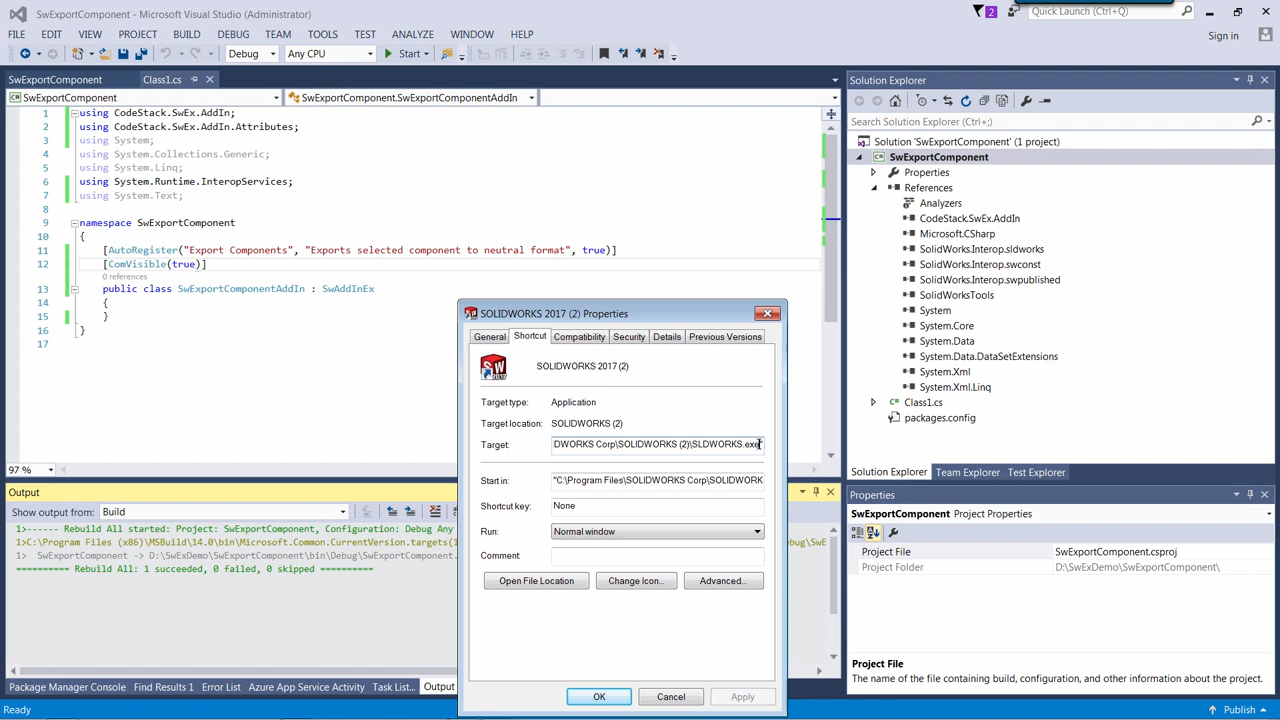 SwExportComponent - Microsoft Visual Studio (Administrator)
2
Quick Launch (Ctrl+Q)
FILE EDIT VIEW PROJECT BUILD DEBUG TEAM TOOLS TEST ANALYZE WINDOW HELP
Sign in
Debug Any CPU Start
SwExportComponent Class1.cs
SwExportComponent SwExportComponent.SwExportComponentAddIn
1 using CodeStack.SwEx.AddIn;
2 using CodeStack.SwEx.AddIn.Attributes;
3 using System;
4 using System.Collections.Generic;
5 using System.Linq;
6 using System.Runtime.InteropServices;
7 using System.Text;
8
9 namespace SwExportComponent
10 {
11 [AutoRegister("Export Components", "Exports selected component to neutral format", true)]
12 [ComVisible(true)]
0 references
13 public class SwExportComponentAddIn : SwAddInEx
14 {
15 }
16 }
17
97 %
Output
Show output from: Build
1>------ Rebuild All started: Project: SwExportComponent, Configuration: Debug Any
1>C:\Program Files (x86)\MSBuild\14.0\bin\Microsoft.Common.CurrentVersion.targets(1
1> SwExportComponent -> D:\SwExDemo\SwExportComponent\bin\Debug\SwExportComponent.
========== Rebuild All: 1 succeeded, 0 failed, 0 skipped ==========
Package Manager Console Find Results 1 Error List Azure App Service Activity Task List... Output
Ready
SOLIDWORKS 2017 (2) Properties
General Shortcut Compatibility Security Details Previous Versions
SOLIDWORKS 2017 (2)
Target type: Application
Target location: SOLIDWORKS (2)
Target: DWORKS Corp\SOLIDWORKS (2)\SLDWORKS.exe
Start in: "C:\Program Files\SOLIDWORKS Corp\SOLIDWORK
Shortcut key: None
Run: Normal window
Comment:
Open File Location Change Icon... Advanced...
OK Cancel Apply
Solution Explorer
Search Solution Explorer (Ctrl+;)
Solution 'SwExportComponent' (1 project)
SwExportComponent
Properties
References
Analyzers
CodeStack.SwEx.AddIn
Microsoft.CSharp
SolidWorks.Interop.sldworks
SolidWorks.Interop.swconst
SolidWorks.Interop.swpublished
SolidWorksTools
System
System.Core
System.Data
System.Data.DataSetExtensions
System.Xml
System.Xml.Linq
Class1.cs
packages.config
Solution Explorer Team Explorer Test Explorer
Properties
SwExportComponent Project Properties
Project File SwExportComponent.csproj
Project Folder D:\SwExDemo\SwExportComponent\
Project File
The name of the file containing build, configuration, and other information about the project.
Publish